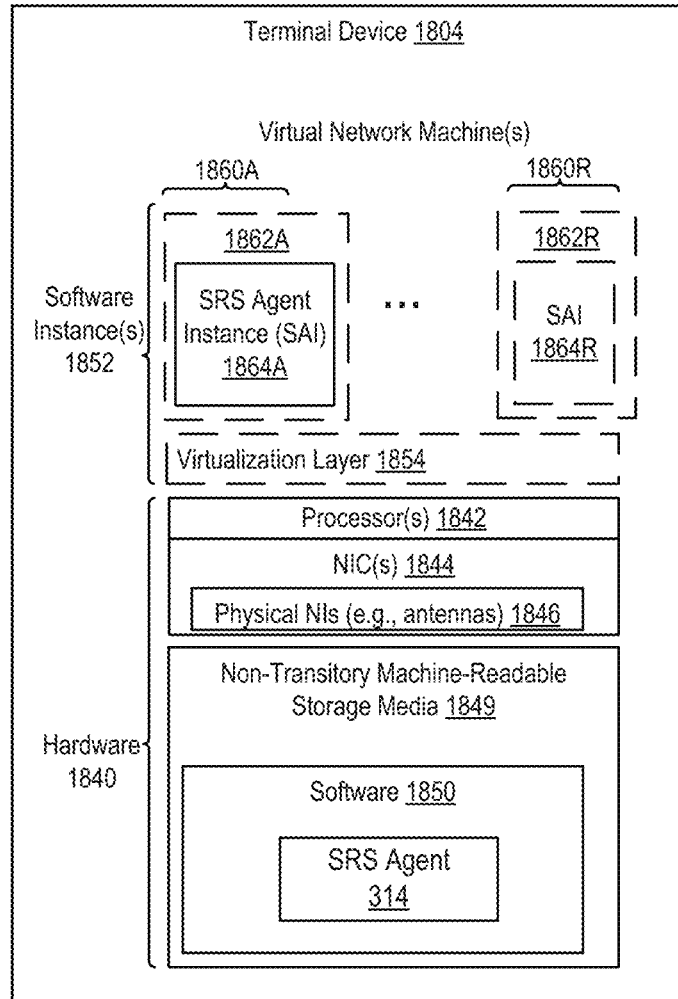 Terminal Device 1804
Virtual Network Machine(s)
1860A
1860R
1862A
1862R
SRS Agent
Instance (SAI)
1864A
...
SAI
1864R
Software
Instance(s)
1852
Virtualization Layer 1854
Processor(s) 1842
NIC(s) 1844
Physical NIs (e.g., antennas) 1846
Non-Transitory Machine-Readable
Storage Media 1849
Hardware
1840
Software 1850
SRS Agent
314